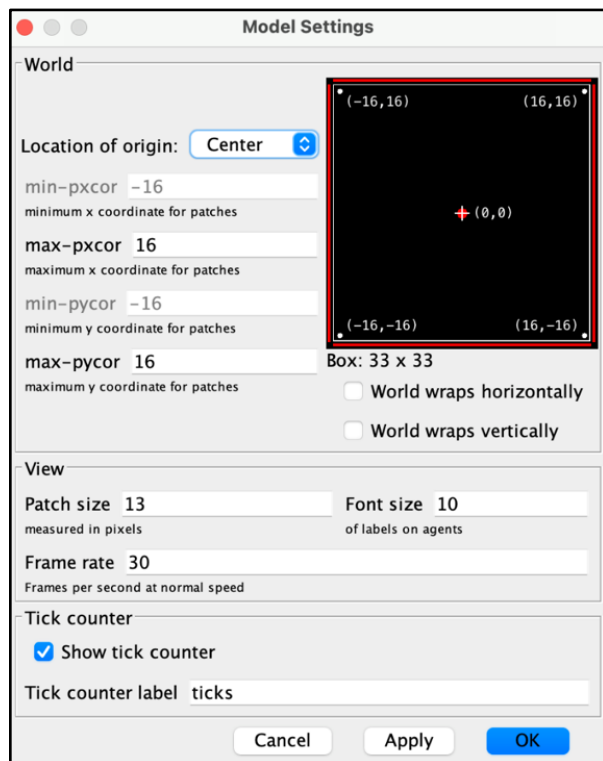 Model Settings
World
Location of origin: Center
min-pxcor -16
minimum x coordinate for patches
max-pxcor 16
maximum x coordinate for patches
min-pycor -16
minimum y coordinate for patches
max-pycor 16
maximum y coordinate for patches
(-16,16) (16,16)
(0,0)
(-16,-16) (16,-16)
Box: 33 x 33
World wraps horizontally
World wraps vertically
View
Patch size 13 Font size 10
measured in pixels of labels on agents
Frame rate 30
Frames per second at normal speed
Tick counter
Show tick counter
Tick counter label ticks
Cancel Apply OK